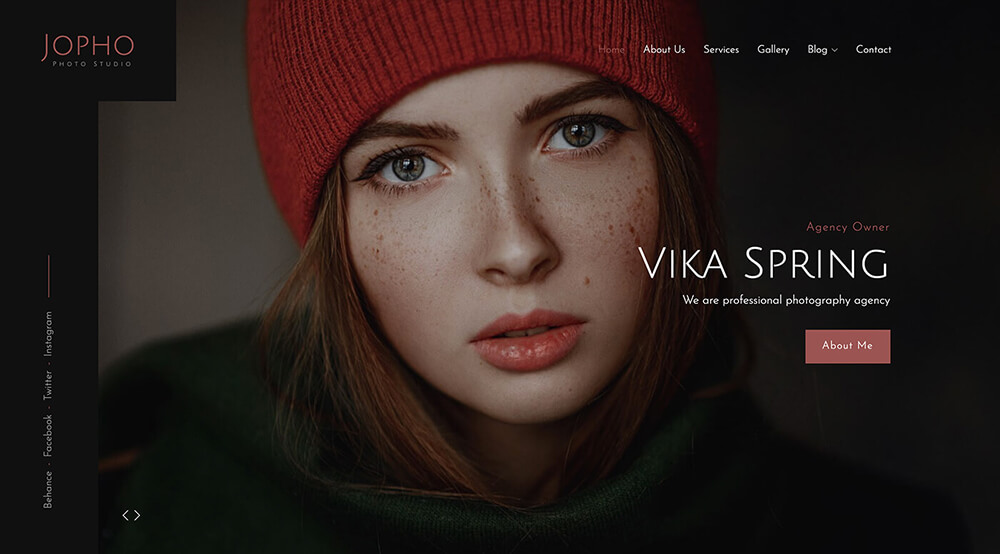 JOPHO
PHOTO STUDIO
Home About Us Services Gallery Blog Contact
Agency Owner
VIKA SPRING
We are professional photography agency
About Me
Behance - Facebook - Twitter - Instagram